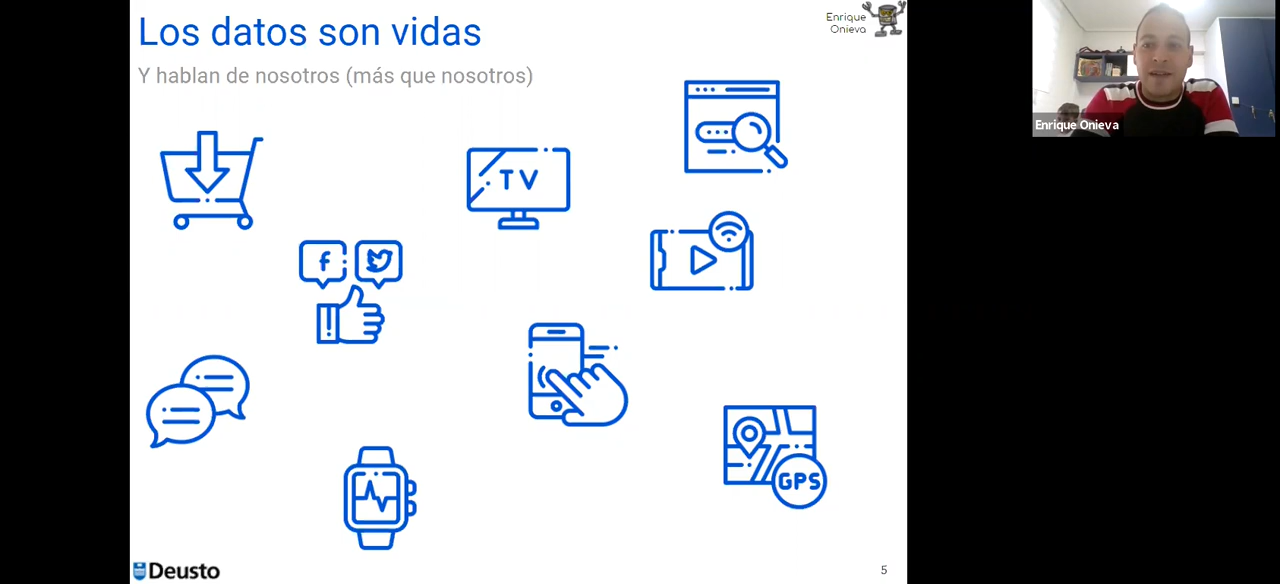 Los datos son vidas
Y hablan de nosotros (más que nosotros)
Enrique
Onieva
TV
f
GPS
Deusto
5
Enrique Onieva